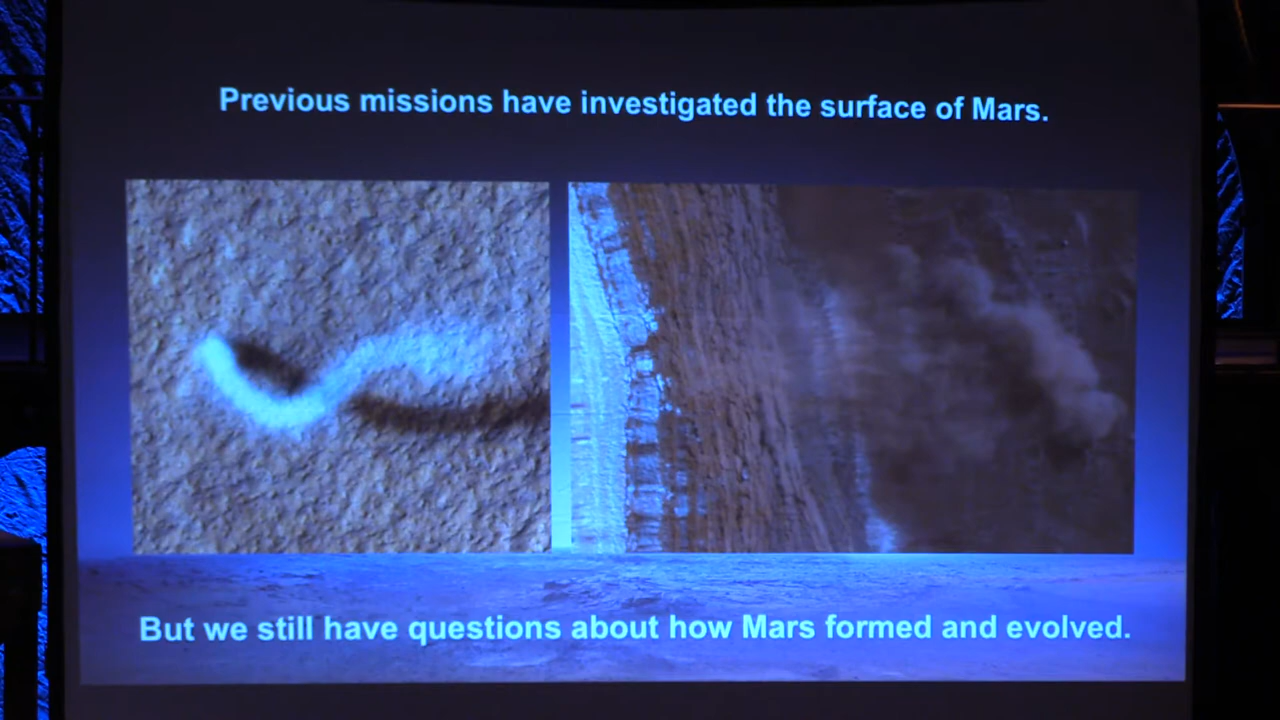 Previous missions have investigated the surface of Mars.
But we still have questions about how Mars formed and evolved.